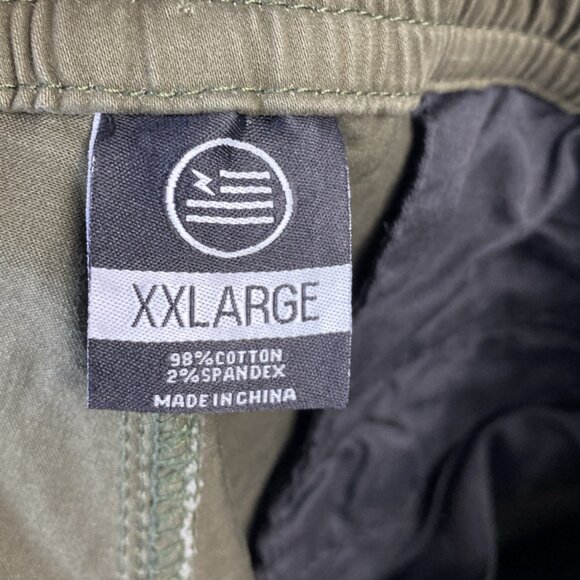 XXLARGE
98%COTTON
2%SPANDEX
MADE IN CHINA